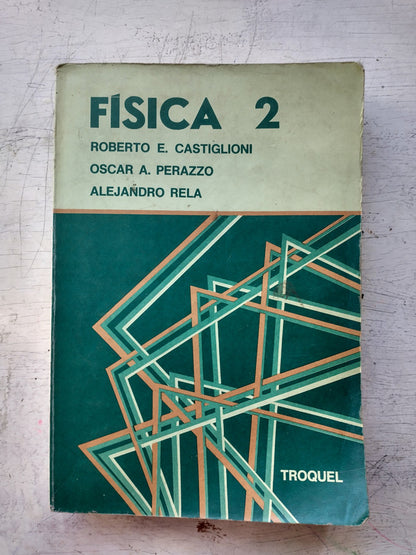 FÍSICA 2
ROBERTO E. CASTIGLIONI
OSCAR A. PERAZZO
ALEJANDRO RELA
TROQUEL